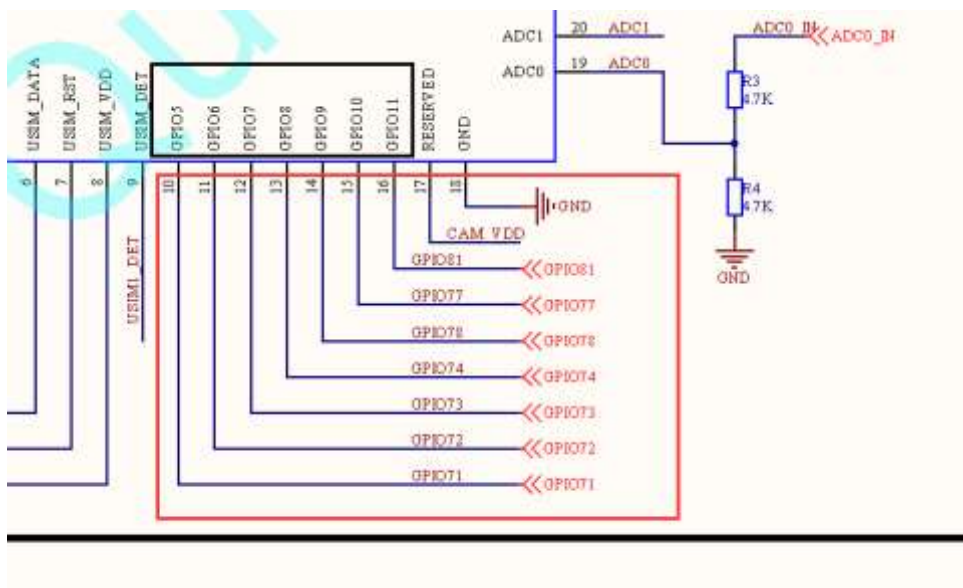 Qu
ADC1 20 ADC1
ADC0 19 ADC0
ADC0_IN ADC0_IN
R3
4.7K
R4
4.7K
GND
USIM_DATA
USIM_RST
USIM_VDD
USIM_DET
GPIO5
GPIO6
GPIO7
GPIO8
GPIO9
GPIO10
GPIO11
RESERVED
GND
6
7
8
9
10
11
12
13
14
15
16
17
18
USIM1_DET
GND
CAM_VDD
GPIO81 GPIO81
GPIO77 GPIO77
GPIO78 GPIO78
GPIO74 GPIO74
GPIO73 GPIO73
GPIO72 GPIO72
GPIO71 GPIO71